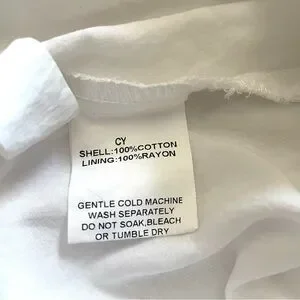 CY
SHELL:100%COTTON
LINING:100%RAYON
GENTLE COLD MACHINE
WASH SEPARATELY
DO NOT SOAK,BLEACH
OR TUMBLE DRY